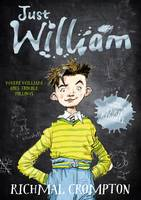 Just
William
WHERE WILLIAM
GOES, TROUBLE
FOLLOWS
RICHMAL CROMPTON